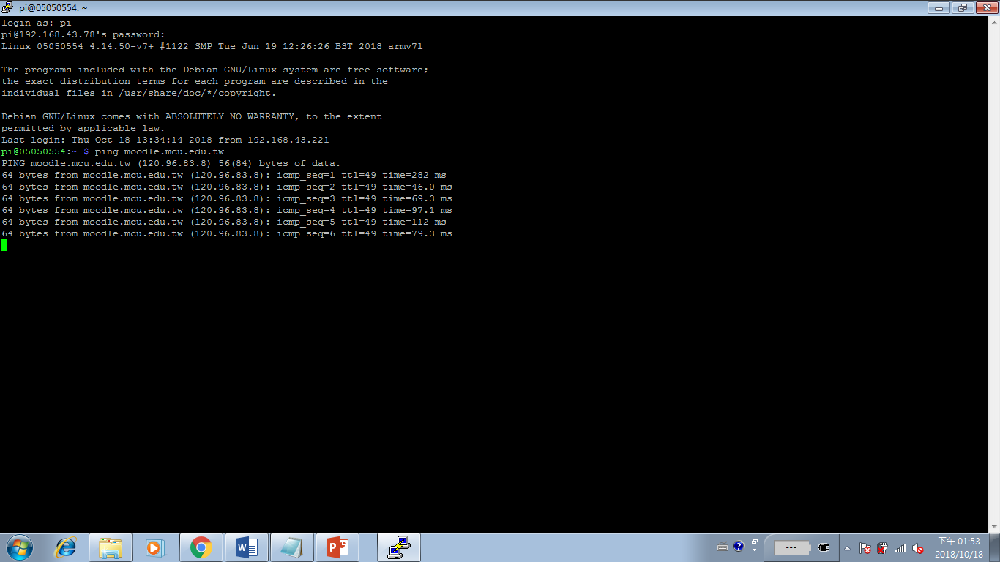 pi@05050554: ~
login as: pi
pi@192.168.43.78's password:
Linux 05050554 4.14.50-v7+ #1122 SMP Tue Jun 19 12:26:26 BST 2018 armv7l
The programs included with the Debian GNU/Linux system are free software;
the exact distribution terms for each program are described in the
individual files in /usr/share/doc/*/copyright.
Debian GNU/Linux comes with ABSOLUTELY NO WARRANTY, to the extent
permitted by applicable law.
Last login: Thu Oct 18 13:34:14 2018 from 192.168.43.221
pi@05050554:~ $ ping moodle.mcu.edu.tw
PING moodle.mcu.edu.tw (120.96.83.8) 56(84) bytes of data.
64 bytes from moodle.mcu.edu.tw (120.96.83.8): icmp_seq=1 ttl=49 time=282 ms
64 bytes from moodle.mcu.edu.tw (120.96.83.8): icmp_seq=2 ttl=49 time=46.0 ms
64 bytes from moodle.mcu.edu.tw (120.96.83.8): icmp_seq=3 ttl=49 time=69.3 ms
64 bytes from moodle.mcu.edu.tw (120.96.83.8): icmp_seq=4 ttl=49 time=97.1 ms
64 bytes from moodle.mcu.edu.tw (120.96.83.8): icmp_seq=5 ttl=49 time=112 ms
64 bytes from moodle.mcu.edu.tw (120.96.83.8): icmp_seq=6 ttl=49 time=79.3 ms
---
下午 01:53
2018/10/18